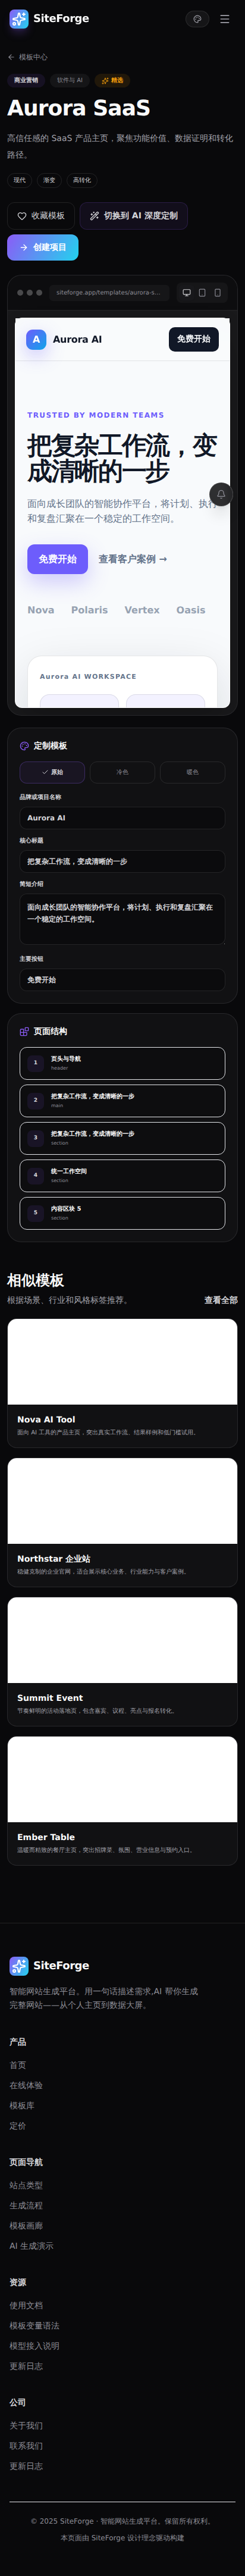 SiteForge
模板中心
商业营销
软件与 AI
精选
Aurora SaaS
高信任感的 SaaS 产品主页，聚焦功能价值、数据证明和转化
路径。
现代
渐变
高转化
收藏模板
切换到 AI 深度定制
创建项目
siteforge.app/templates/aurora-s...
A
Aurora AI
免费开始
TRUSTED BY MODERN TEAMS
把复杂工作流，变
成清晰的一步
面向成长团队的智能协作平台，将计划、执行
和复盘汇聚在一个稳定的工作空间。
免费开始
查看客户案例 →
Nova
Polaris
Vertex
Oasis
Aurora AI WORKSPACE
定制模板
原始
冷色
暖色
品牌或项目名称
Aurora AI
核心标题
把复杂工作流，变成清晰的一步
简短介绍
面向成长团队的智能协作平台，将计划、执行和复盘汇聚在
一个稳定的工作空间。
主要按钮
免费开始
页面结构
1
页头与导航
header
2
把复杂工作流，变成清晰的一步
main
3
把复杂工作流，变成清晰的一步
section
4
统一工作空间
section
5
内容区块 5
section
相似模板
根据场景、行业和风格标签推荐。
查看全部
Nova AI Tool
面向 AI 工具的产品主页，突出真实工作流、结果样例和低门槛试用。
Northstar 企业站
稳健克制的企业官网，适合展示核心业务、行业能力与客户案例。
Summit Event
节奏鲜明的活动落地页，包含嘉宾、议程、亮点与报名转化。
Ember Table
温暖而精致的餐厅主页，突出招牌菜、氛围、营业信息与预约入口。
SiteForge
智能网站生成平台。用一句话描述需求,AI 帮你生成
完整网站——从个人主页到数据大屏。
产品
首页
在线体验
模板库
定价
页面导航
站点类型
生成流程
模板画廊
AI 生成演示
资源
使用文档
模板变量语法
模型接入说明
更新日志
公司
关于我们
联系我们
更新日志
© 2025 SiteForge · 智能网站生成平台。保留所有权利。
本页面由 SiteForge 设计理念驱动构建